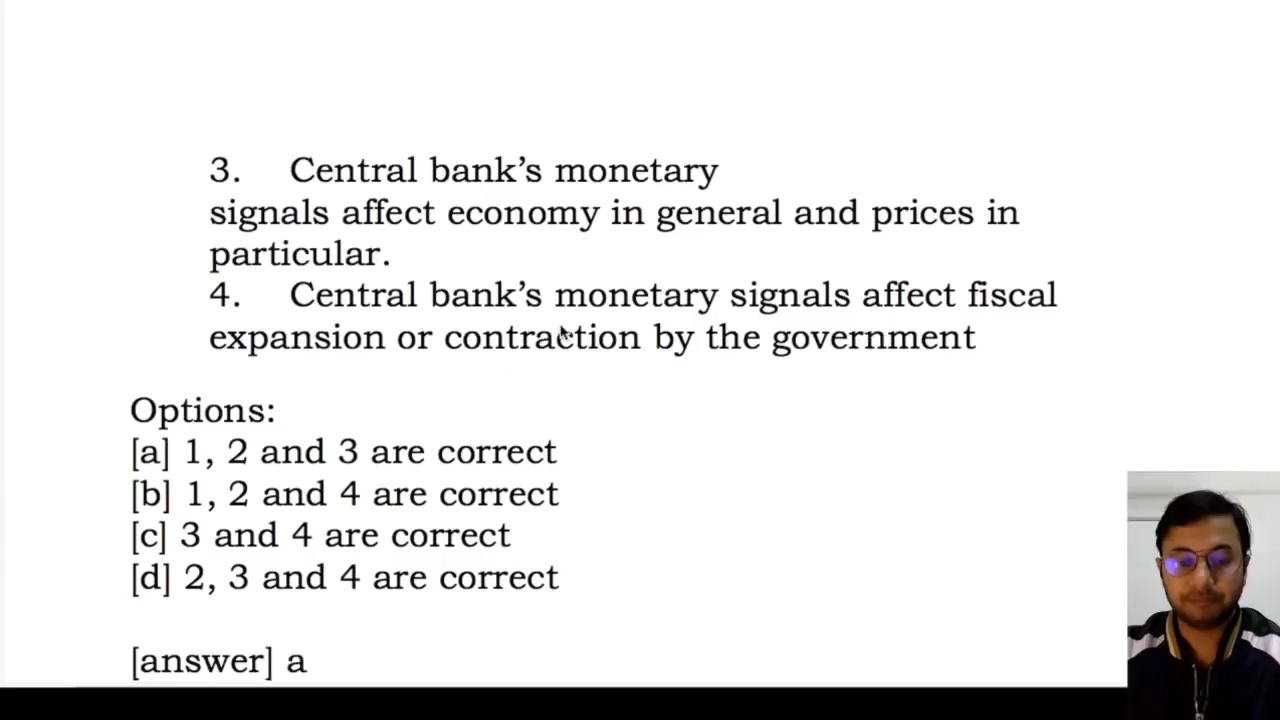 3. Central bank’s monetary
signals affect economy in general and prices in
particular.
4. Central bank’s monetary signals affect fiscal
expansion or contraction by the government
Options:
[a] 1, 2 and 3 are correct
[b] 1, 2 and 4 are correct
[c] 3 and 4 are correct
[d] 2, 3 and 4 are correct
[answer] a